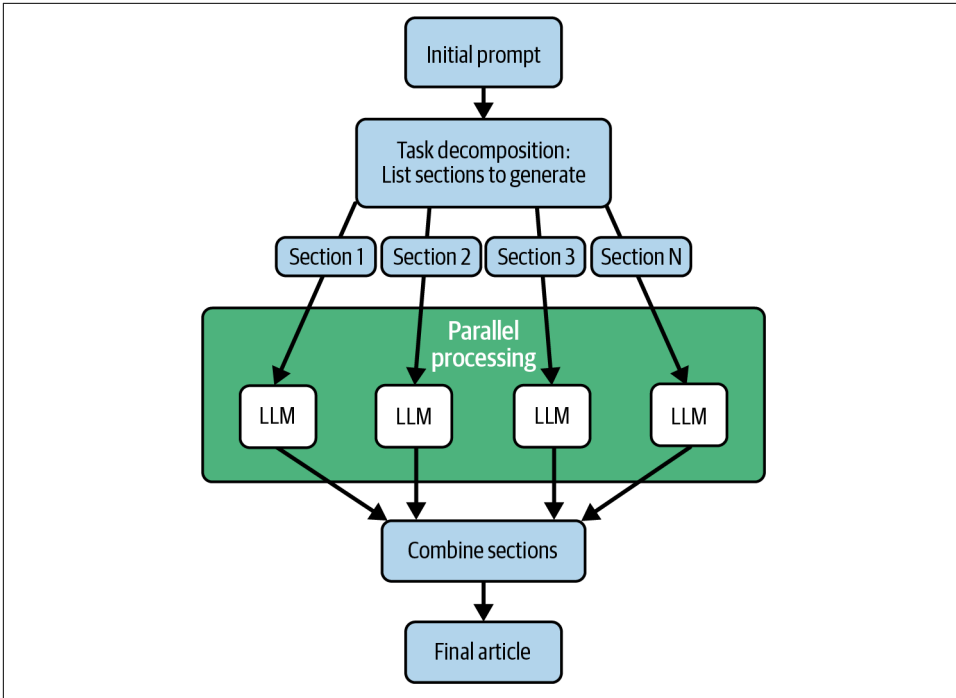 Initial prompt
Task decomposition:
List sections to generate
Section 1
Section 2
Section 3
Section N
Parallel
processing
LLM
LLM
LLM
LLM
Combine sections
Final article